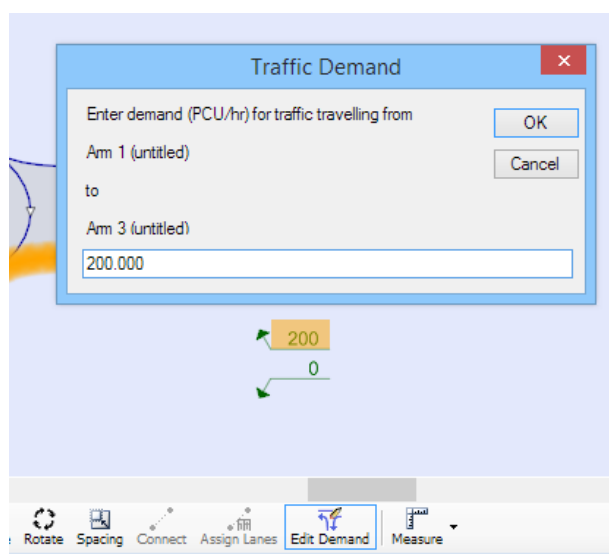 Traffic Demand
Enter demand (PCU/hr) for traffic travelling from
OK
Arm 1 (untitled)
Cancel
to
Arm 3 (untitled)
200.000
200
0
Rotate Spacing Connect Assign Lanes Edit Demand Measure